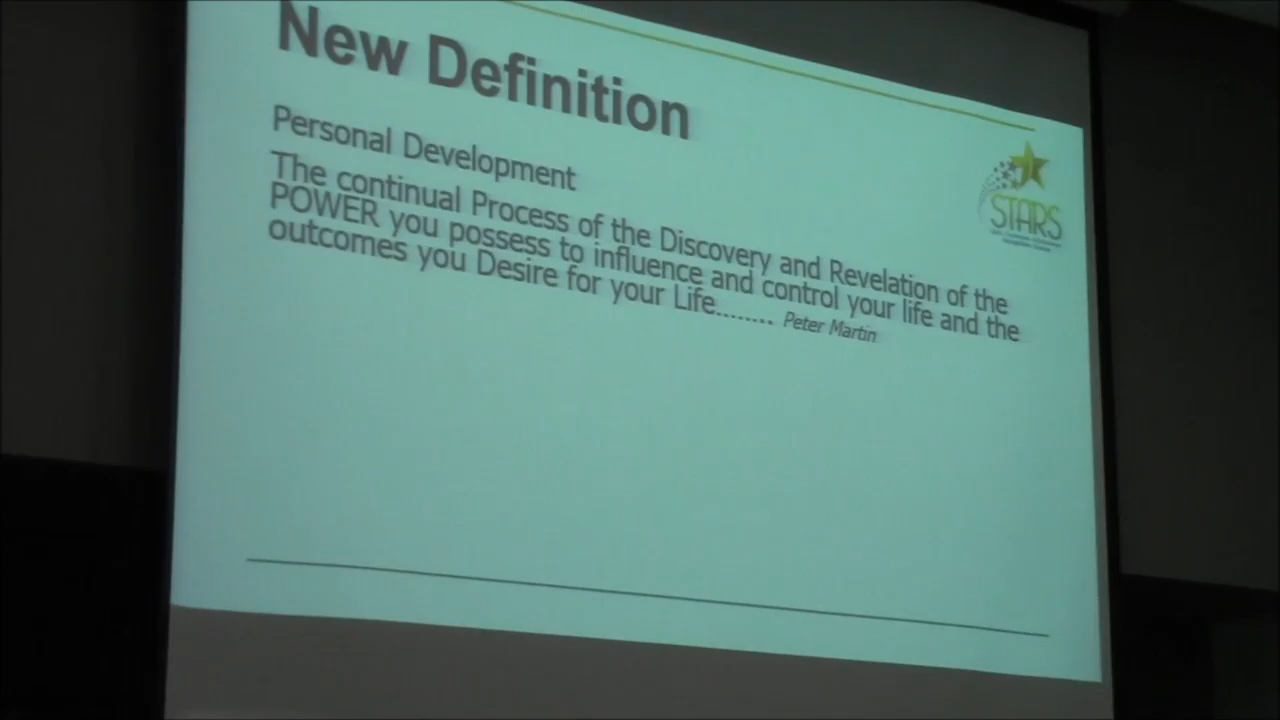 New Definition
Personal Development
The continual Process of the Discovery and Revelation of the
POWER you possess to influence and control your life and the
outcomes you Desire for your Life........ Peter Martin
STARS